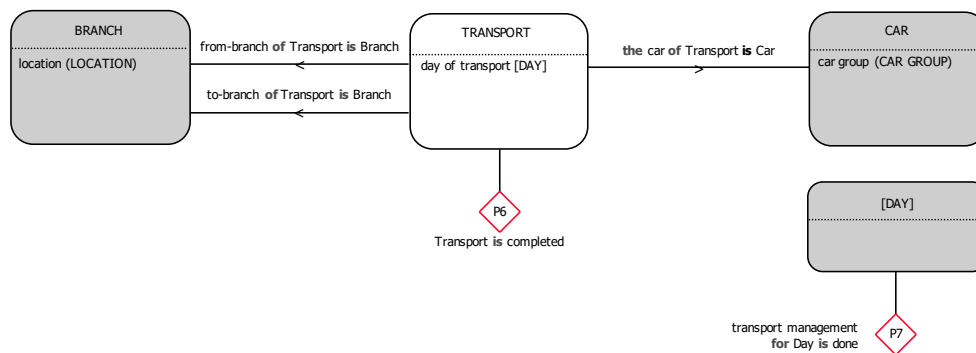 BRANCH
location (LOCATION)
from-branch of Transport is Branch
to-branch of Transport is Branch
TRANSPORT
day of transport [DAY]
the car of Transport is Car
CAR
car group (CAR GROUP)
P6
Transport is completed
[DAY]
P7
transport management
for Day is done